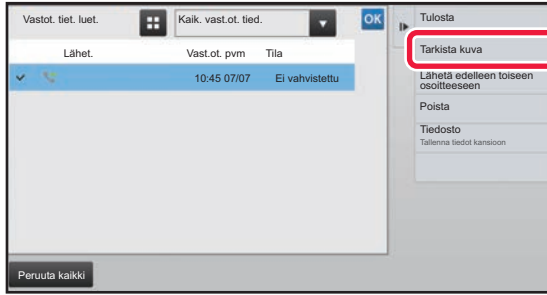 Vastot. tiet. luet.
Kaik. vast.ot. tied.
OK
Lähet.
Vast.ot. pvm
Tila
10:45 07/07
Ei vahvistettu
Peruuta kaikki
Tulosta
Tarkista kuva
Lähetä edelleen toiseen
osoitteeseen
Poista
Tiedosto
Tallenna tiedot kansioon